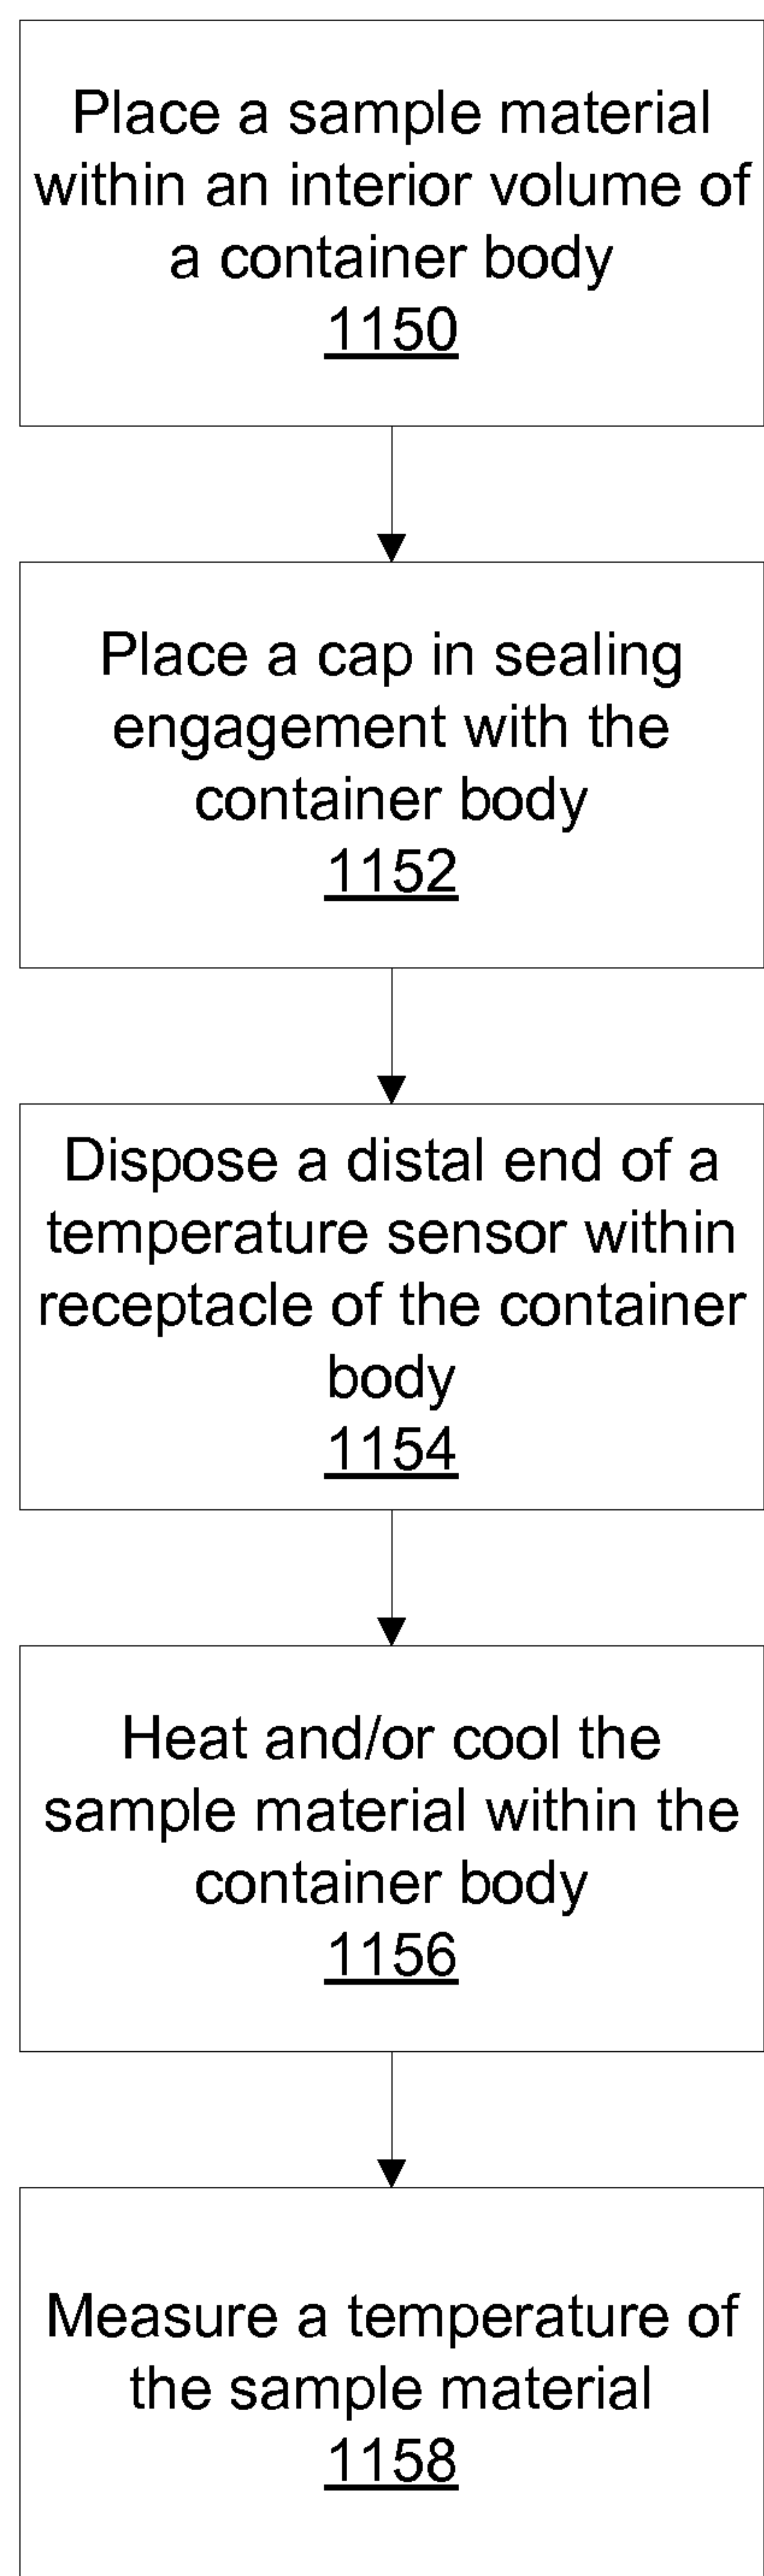 Place a sample material
within an interior volume of
a container body
1150
Place a cap in sealing
engagement with the
container body
1152
Dispose a distal end of a
temperature sensor within
receptacle of the container
body
1154
Heat and/or cool the
sample material within the
container body
1156
Measure a temperature of
the sample material
1158